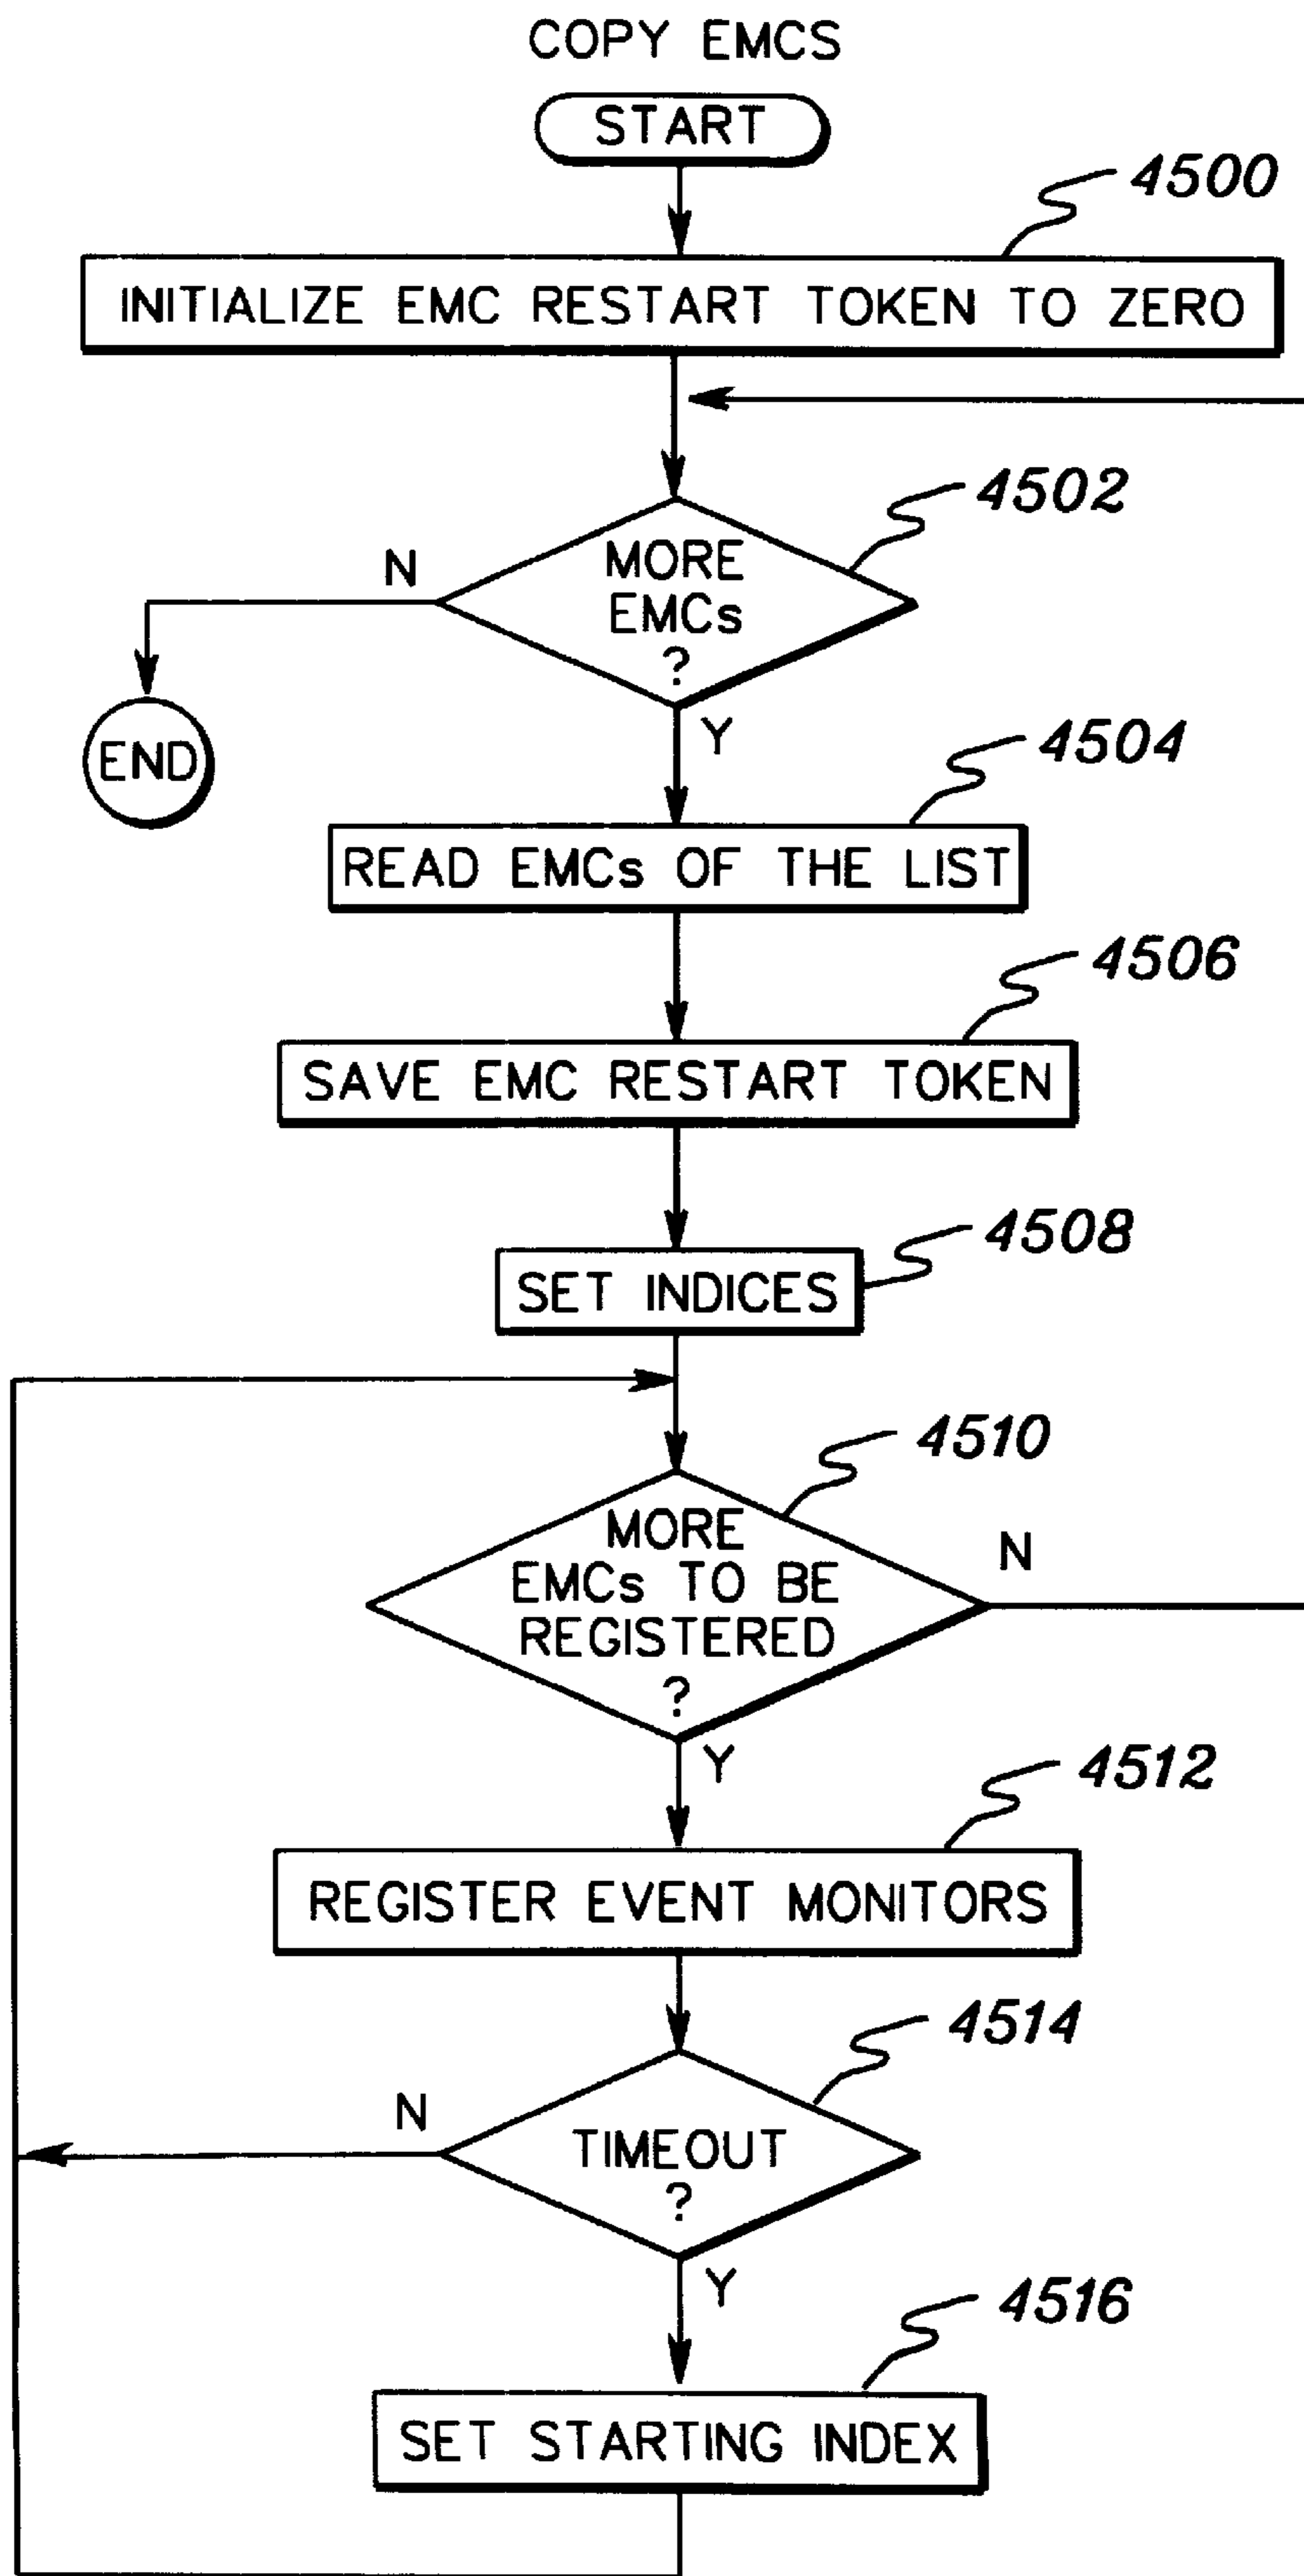 COPY EMCS
START
4500
INITIALIZE EMC RESTART TOKEN TO ZERO
4502
N
MORE
EMCs
?
Y
END
4504
READ EMCs OF THE LIST
4506
SAVE EMC RESTART TOKEN
4508
SET INDICES
4510
MORE
EMCs TO BE
REGISTERED
?
N
Y
4512
REGISTER EVENT MONITORS
4514
N
TIMEOUT
?
Y
4516
SET STARTING INDEX